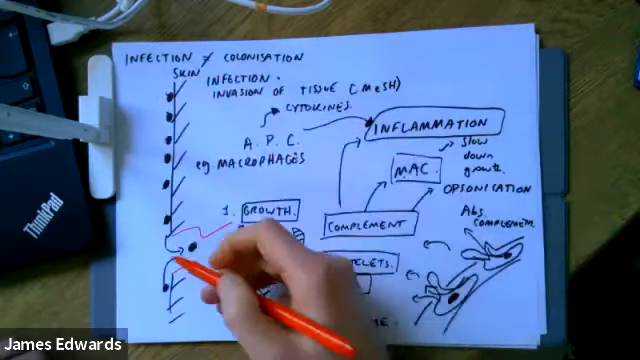 INFECTION ≠ COLONISATION
SKIN
INFECTION.
INVASION OF TISSUE (MeSH)
CYTOKINES.
A. P. C.
eg. MACROPHAGES
INFLAMMATION
MAC.
Slow
down
growth.
OPSONICATION
1. GROWTH.
COMPLEMENT
Abs.
COMPLEMENT.
ThinkPad
James Edwards